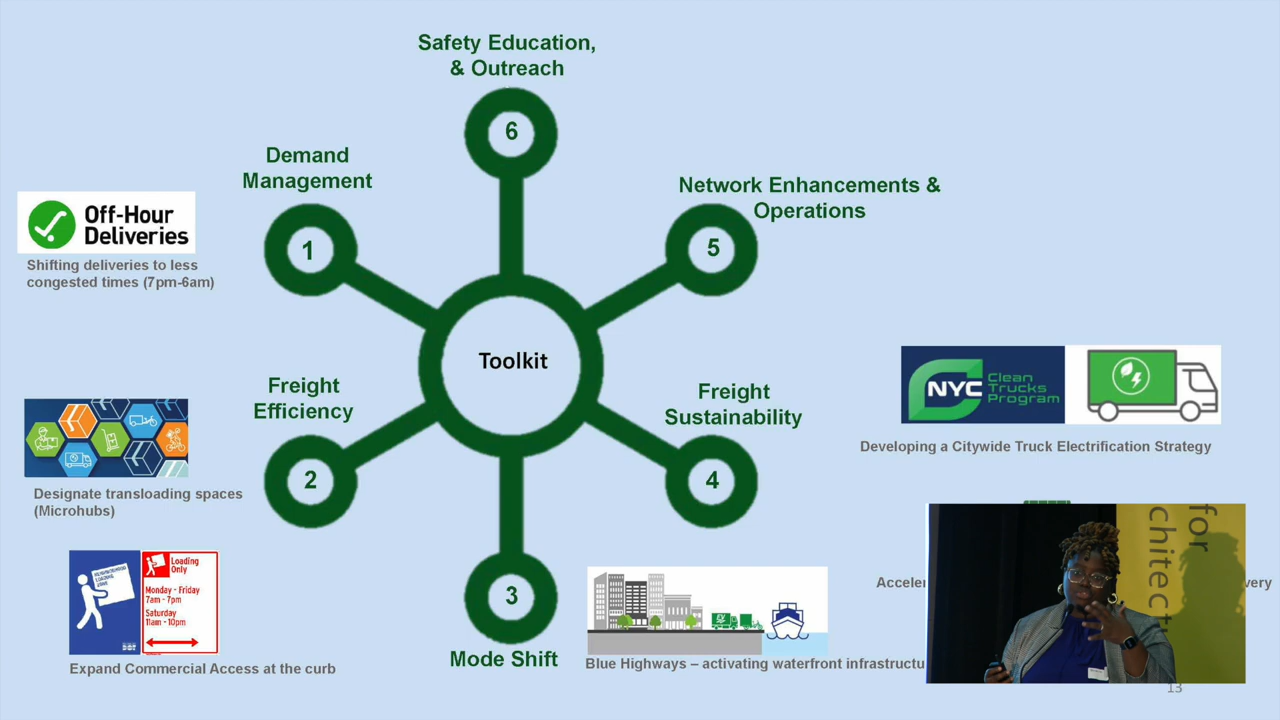 Safety Education,
& Outreach
6
Demand
Management
1
Off-Hour
Deliveries
Shifting deliveries to less
congested times (7pm-6am)
Network Enhancements &
Operations
5
Toolkit
Freight
Efficiency
2
Designate transloading spaces
(Microhubs)
Loading
Only
Monday - Friday
7am - 7pm
Saturday
11am - 10pm
Expand Commercial Access at the curb
3
Mode Shift
Blue Highways – activating waterfront infrastructu
Freight
Sustainability
4
NYC
Clean
Trucks
Program
Developing a Citywide Truck Electrification Strategy
Acceler
very
for
chitect
13